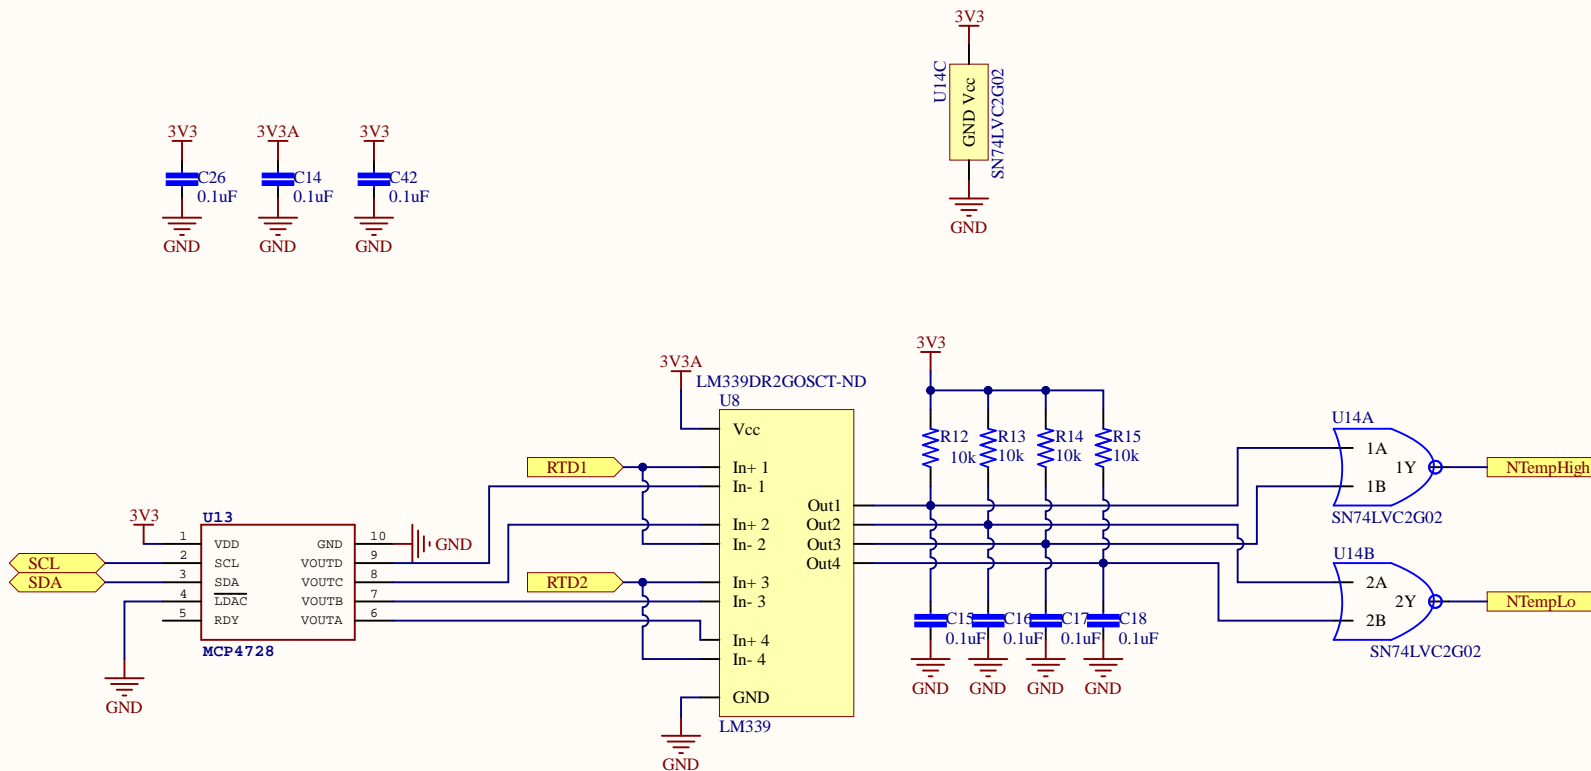 3V3
U14C
GND Vcc
SN74LVC2G02
GND
3V3
3V3A
3V3
C26
0.1uF
C14
0.1uF
C42
0.1uF
GND
GND
GND
3V3
3V3A
LM339DR2GOSCT-ND
U8
Vcc
In+ 1
In- 1
In+ 2
In- 2
In+ 3
In- 3
In+ 4
In- 4
GND
Out1
Out2
Out3
Out4
LM339
GND
RTD1
RTD2
3V3
U13
1
2
3
4
5
VDD
SCL
SDA
LDAC
RDY
GND
VOUTD
VOUTC
VOUTB
VOUTA
10
9
8
7
6
MCP4728
GND
SCL
SDA
GND
R12
10k
R13
10k
R14
10k
R15
10k
C15
0.1uF
C16
0.1uF
C17
0.1uF
C18
0.1uF
GND
GND
GND
GND
U14A
1A
1B
1Y
SN74LVC2G02
NTempHigh
U14B
2A
2B
2Y
SN74LVC2G02
NTempLo